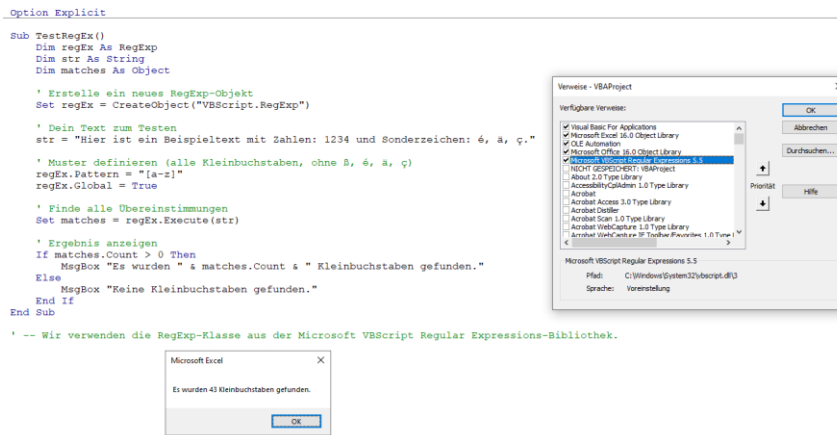 Option Explicit
Sub TestRegEx()
Dim regEx As RegExp
Dim str As String
Dim matches As Object
' Erstelle ein neues RegExp-Objekt
Set regEx = CreateObject("VBScript.RegExp")
' Dein Text zum Testen
str = "Hier ist ein Beispieltext mit Zahlen: 1234 und Sonderzeichen: é, ä, ç."
' Muster definieren (alle Kleinbuchstaben, ohne ß, é, ä, ç)
regEx.Pattern = "[a-z]"
regEx.Global = True
' Finde alle Übereinstimmungen
Set matches = regEx.Execute(str)
' Ergebnis anzeigen
If matches.Count > 0 Then
MsgBox "Es wurden " & matches.Count & " Kleinbuchstaben gefunden."
Else
MsgBox "Keine Kleinbuchstaben gefunden."
End If
End Sub
' -- Wir verwenden die RegExp-Klasse aus der Microsoft VBScript Regular Expressions-Bibliothek.
Verweise - VBAProject
Verfügbare Verweise:
Visual Basic For Applications
Microsoft Excel 16.0 Object Library
OLE Automation
Microsoft Office 16.0 Object Library
Microsoft VBScript Regular Expressions 5.5
NICHT GESPEICHERT: VBAProject
About 2.0 Type Library
AccessibilityCplAdmin 1.0 Type Library
Acrobat
Acrobat Access 3.0 Type Library
Acrobat Distiller
Acrobat Scan 1.0 Type Library
Acrobat WebCapture 1.0 Type Library
Acrobat WebCapture IE Toolbar/Favorites 1.0 Type
OK
Abbrechen
Durchsuchen...
Priorität
Hilfe
Microsoft VBScript Regular Expressions 5.5
Pfad: C:\Windows\System32\vbscript.dll\3
Sprache: Voreinstellung
Microsoft Excel
Es wurden 43 Kleinbuchstaben gefunden.
OK